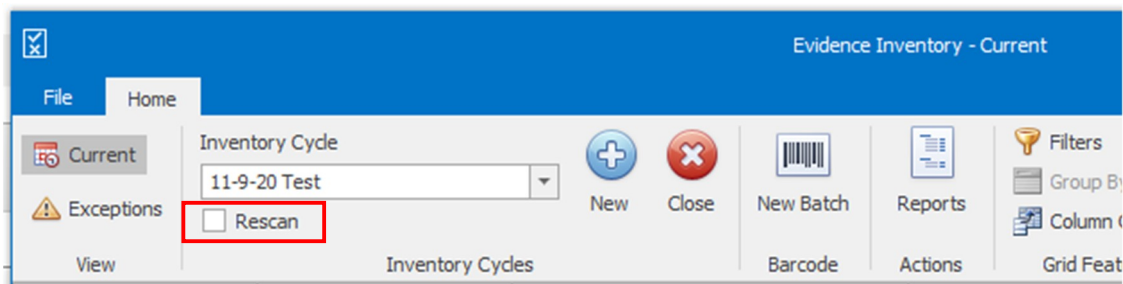 Evidence Inventory - Current
File Home
Current
Exceptions
View
Inventory Cycle
11-9-20 Test
Rescan
New
Close
Inventory Cycles
New Batch
Barcode
Reports
Actions
Filters
Group By
Column
Grid Feat